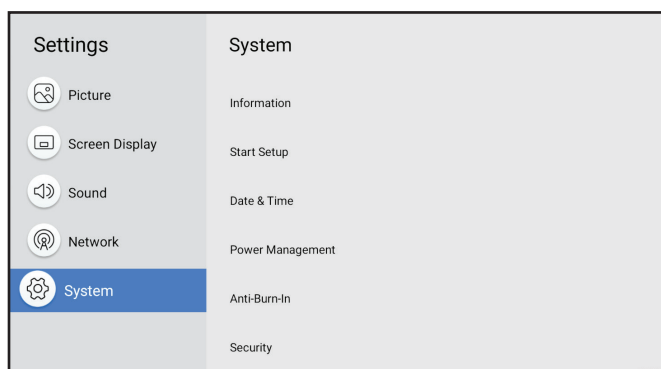 Settings
Picture
Screen Display
Sound
Network
System
System
Information
Start Setup
Date & Time
Power Management
Anti-Burn-In
Security